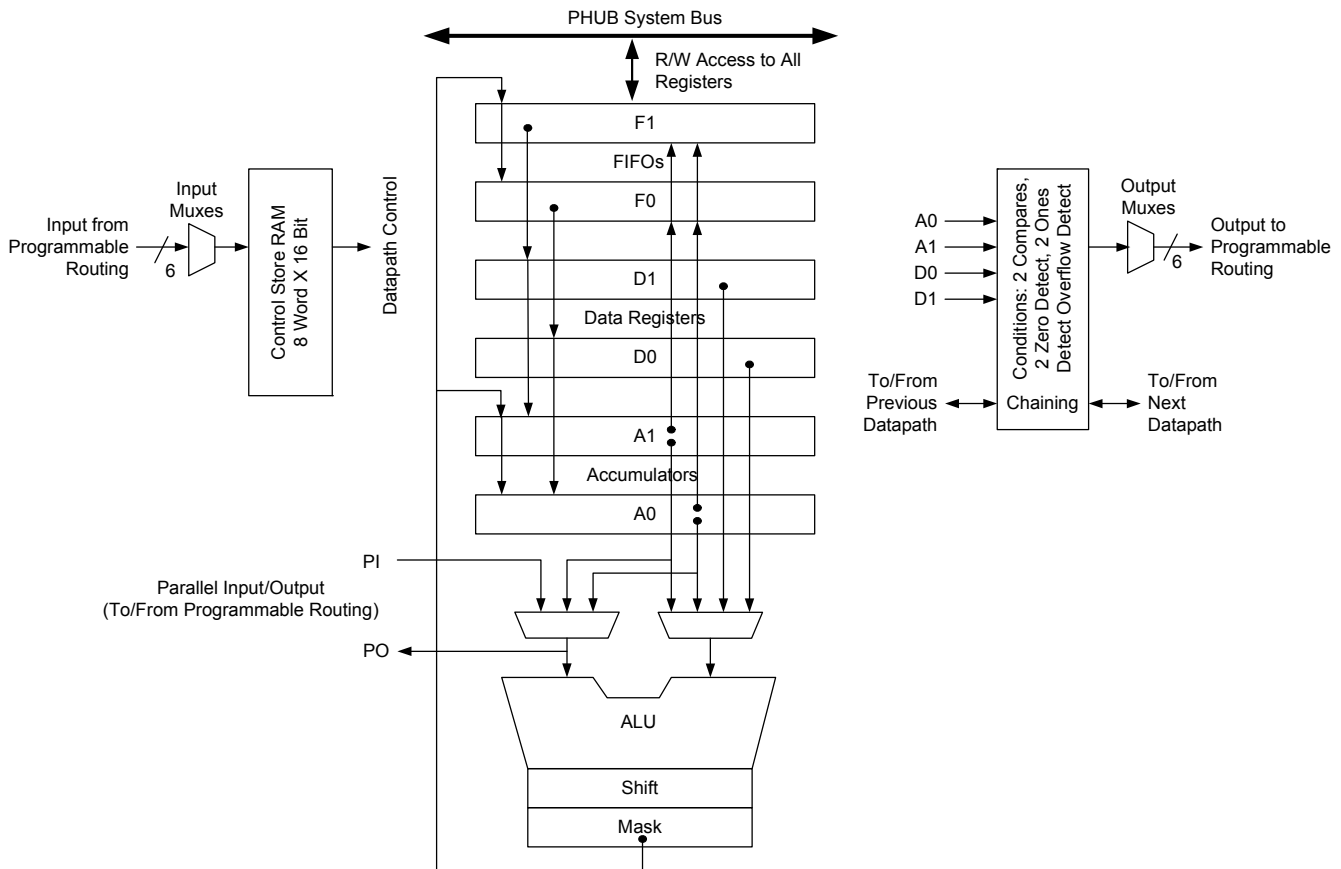 PHUB System Bus
R/W Access to All
Registers
F1
FIFOs
F0
D1
Data Registers
D0
A1
Accumulators
A0
Input from
Programmable
Routing
6
Input
Muxes
Control Store RAM
8 Word X 16 Bit
Datapath Control
A0
A1
D0
D1
Conditions: 2 Compares,
2 Zero Detect, 2 Ones
Detect Overflow Detect
Output
Muxes
6
Output to
Programmable
Routing
To/From
Previous
Datapath
Chaining
To/From
Next
Datapath
PI
Parallel Input/Output
(To/From Programmable Routing)
PO
ALU
Shift
Mask